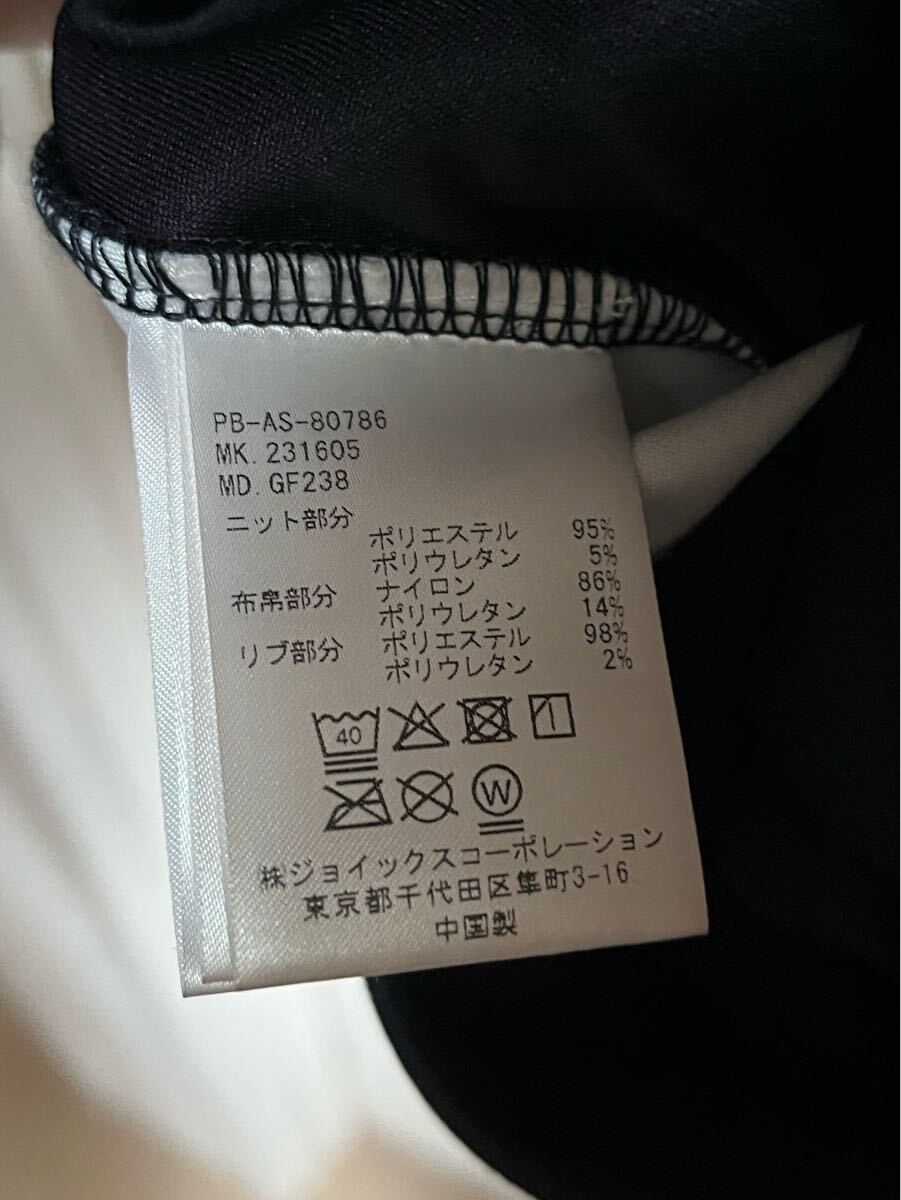 PB-AS-80786
MK. 231605
MD. GF238
ニット部分
ポリエステル 95%
ポリウレタン 5%
布帛部分 ナイロン 86%
ポリウレタン 14%
リブ部分 ポリエステル 98%
ポリウレタン 2%
40
W
㈱ジョイックスコーポレーション
東京都千代田区隼町3-16
中国製